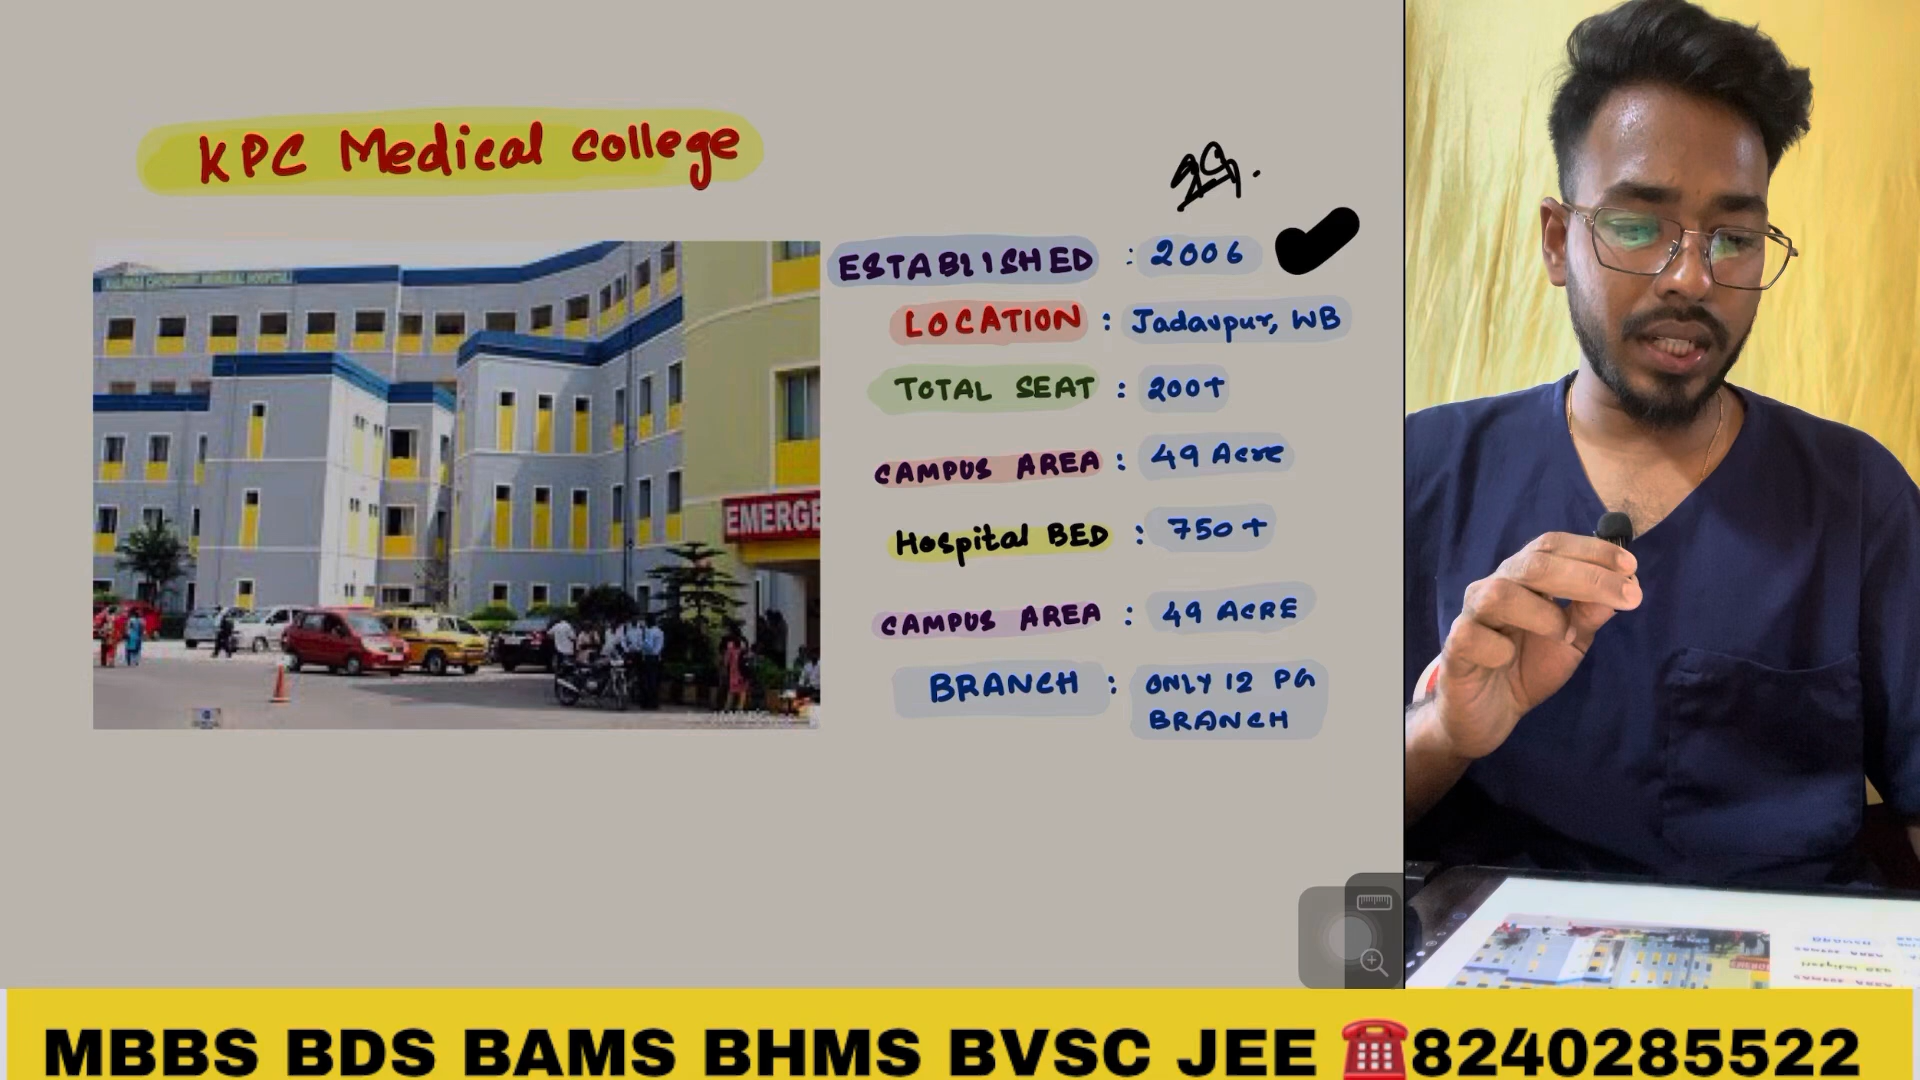 KPC Medical college
29.
ESTABLISHED : 2006
LOCATION : Jadavpur, WB
TOTAL SEAT : 200+
CAMPUS AREA : 49 Acre
Hospital BED : 750+
CAMPUS AREA : 49 ACRE
BRANCH : ONLY 12 PG
BRANCH
EMERGE
MBBS BDS BAMS BHMS BVSC JEE ☎8240285522